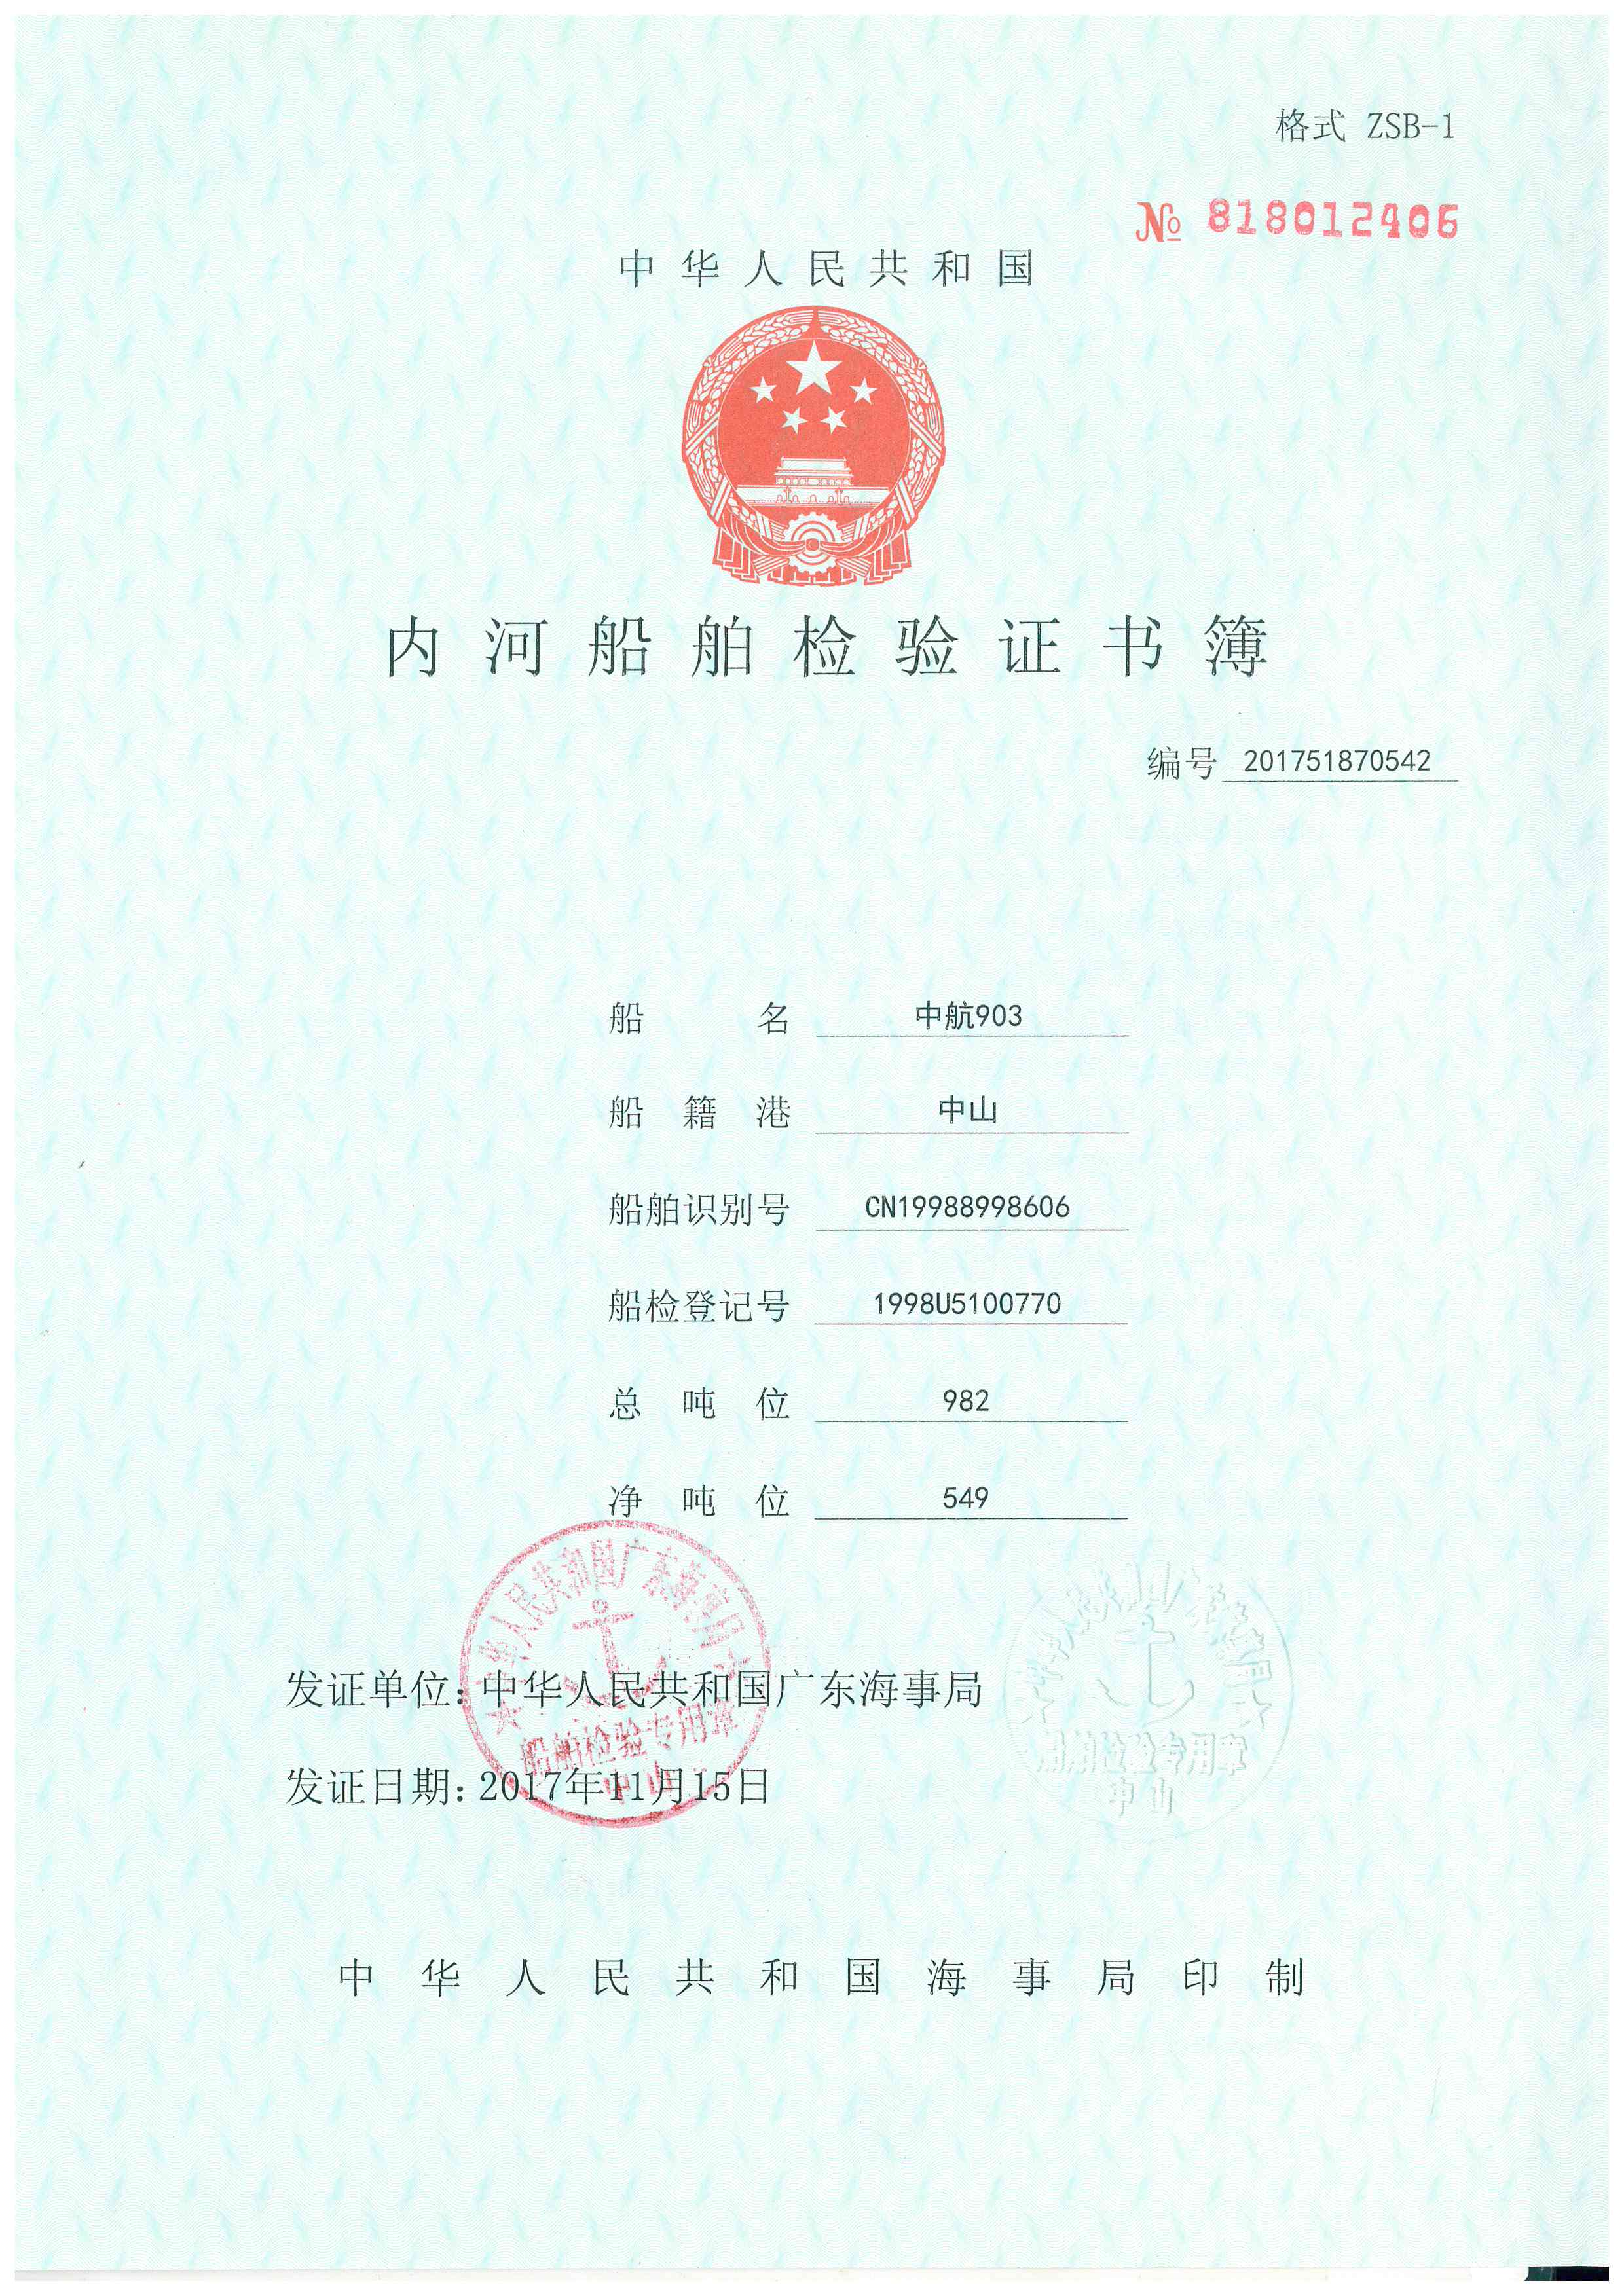 格式 ZSB-1
№ 818012406
中华人民共和国
内河船舶检验证书簿
编号 201751870542
船名 中航903
船籍港 中山
船舶识别号 CN19988998606
船检登记号 1998U5100770
总吨位 982
净吨位 549
中华人民共和国广东海事局
船舶检验专用章
中山
中华人民共和国广东海事局
船舶检验专用章
中山
发证单位：中华人民共和国广东海事局
发证日期：2017年11月15日
中华人民共和国海事局印制